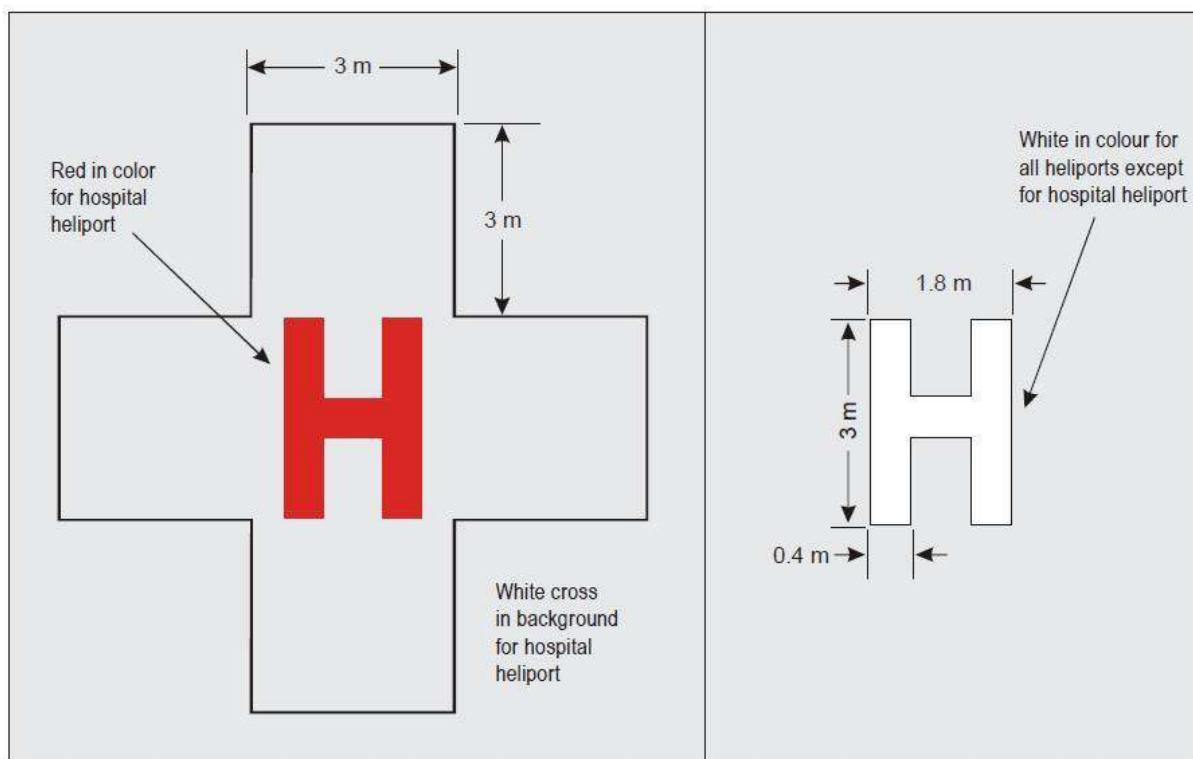 3 m
3 m
Red in color
for hospital
heliport
H
White cross
in background
for hospital
heliport
White in colour for
all heliports except
for hospital heliport
1.8 m
3 m
H
0.4 m